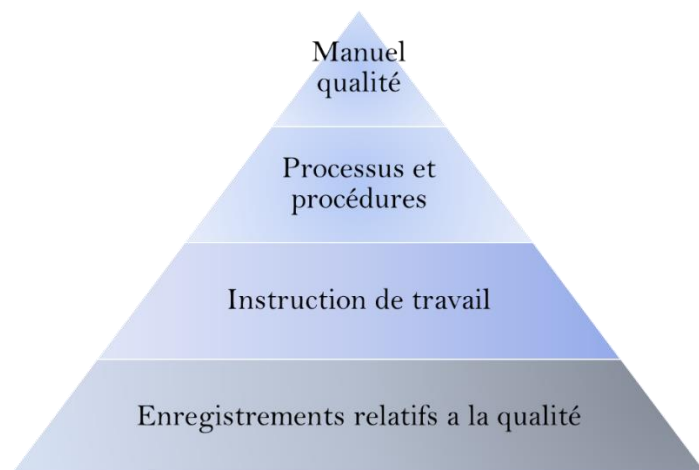 Manuel
qualité
Processus et
procédures
Instruction de travail
Enregistrements relatifs a la qualité